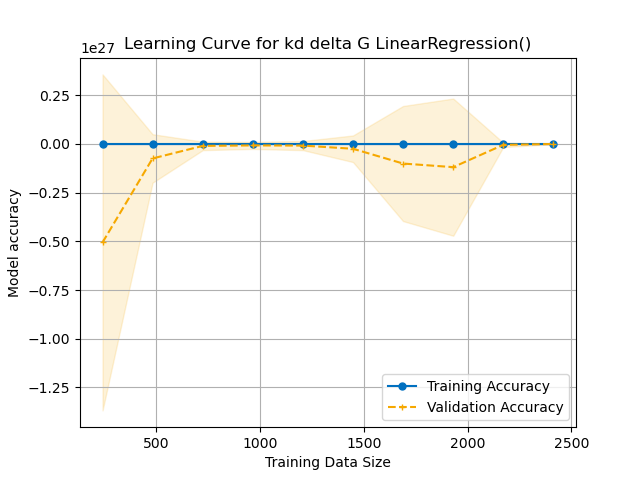 Learning Curve for kd delta G LinearRegression()
1e27
0.25
0.00
−0.25
−0.50
−0.75
−1.00
−1.25
Model accuracy
Training Accuracy
Validation Accuracy
500
1000
1500
2000
2500
Training Data Size